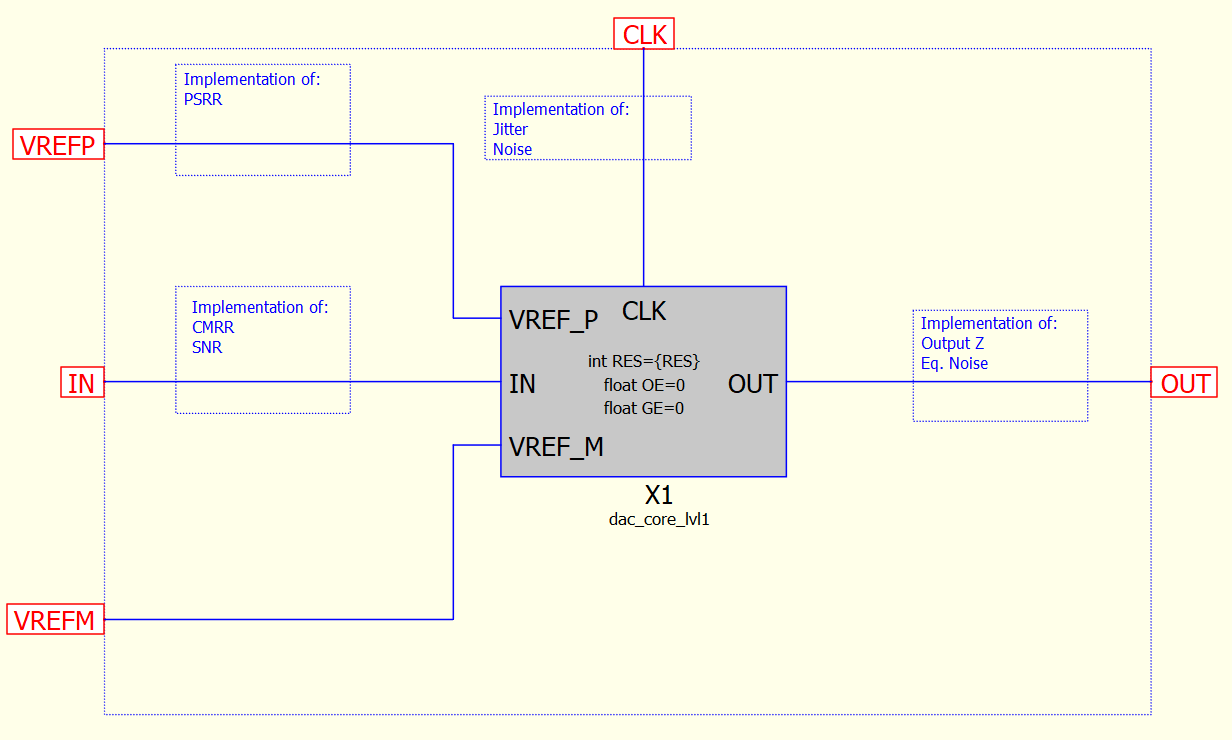 CLK
Implementation of:
PSRR
Implementation of:
Jitter
Noise
VREFP
Implementation of:
CMRR
SNR
VREF_P
CLK
int RES={RES}
float OE=0
float GE=0
IN
OUT
VREF_M
Implementation of:
Output Z
Eq. Noise
IN
OUT
X1
dac_core_lvl1
VREFM